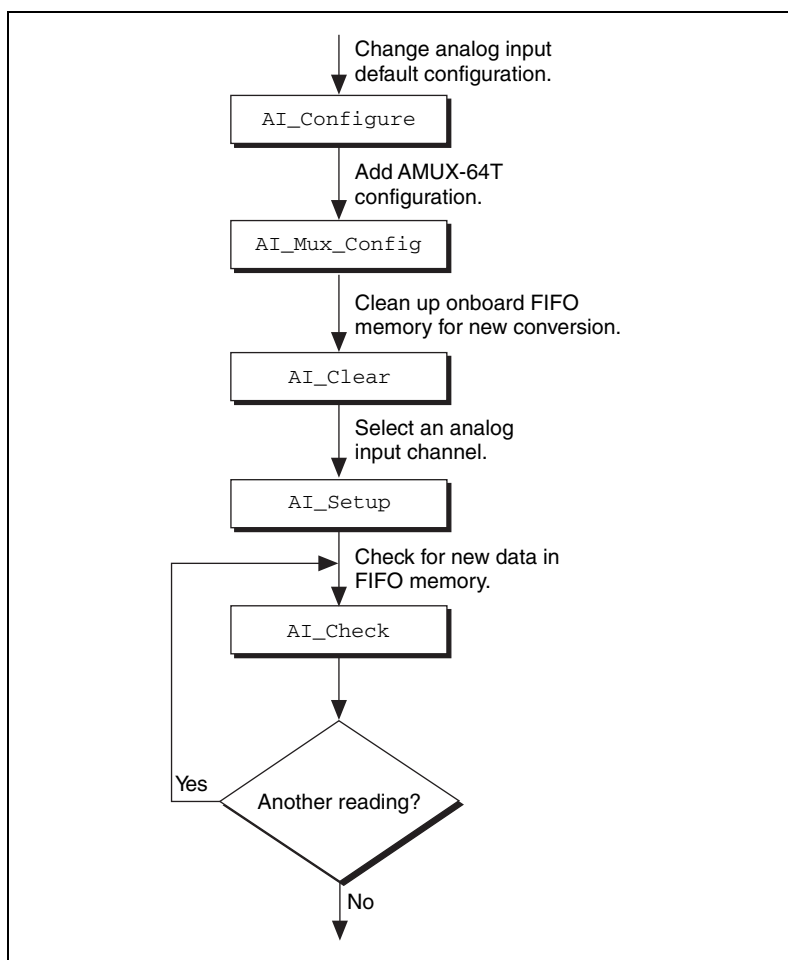 Change analog input
default configuration.
AI_Configure
Add AMUX-64T
configuration.
AI_Mux_Config
Clean up onboard FIFO
memory for new conversion.
AI_Clear
Select an analog
input channel.
AI_Setup
Check for new data in
FIFO memory.
AI_Check
Yes
Another reading?
No